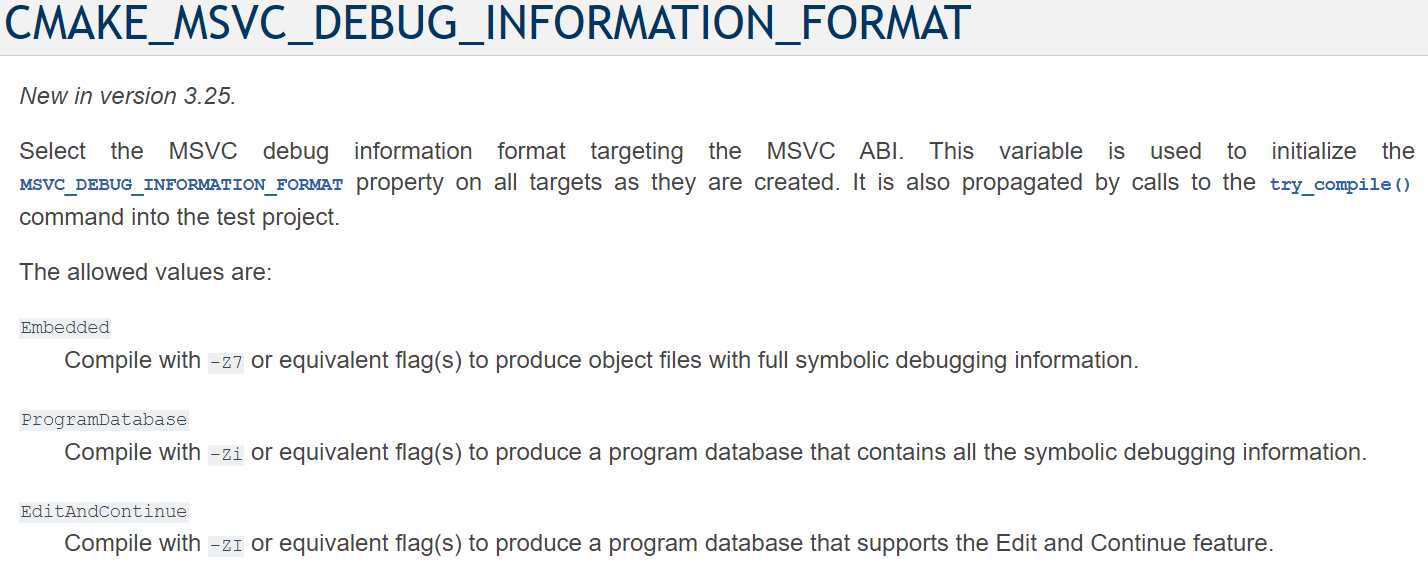 CMAKE_MSVC_DEBUG_INFORMATION_FORMAT
New in version 3.25.
Select the MSVC debug information format targeting the MSVC ABI. This variable is used to initialize the
MSVC_DEBUG_INFORMATION_FORMAT property on all targets as they are created. It is also propagated by calls to the try_compile()
command into the test project.
The allowed values are:
Embedded
Compile with -Z7 or equivalent flag(s) to produce object files with full symbolic debugging information.
ProgramDatabase
Compile with -Zi or equivalent flag(s) to produce a program database that contains all the symbolic debugging information.
EditAndContinue
Compile with -ZI or equivalent flag(s) to produce a program database that supports the Edit and Continue feature.